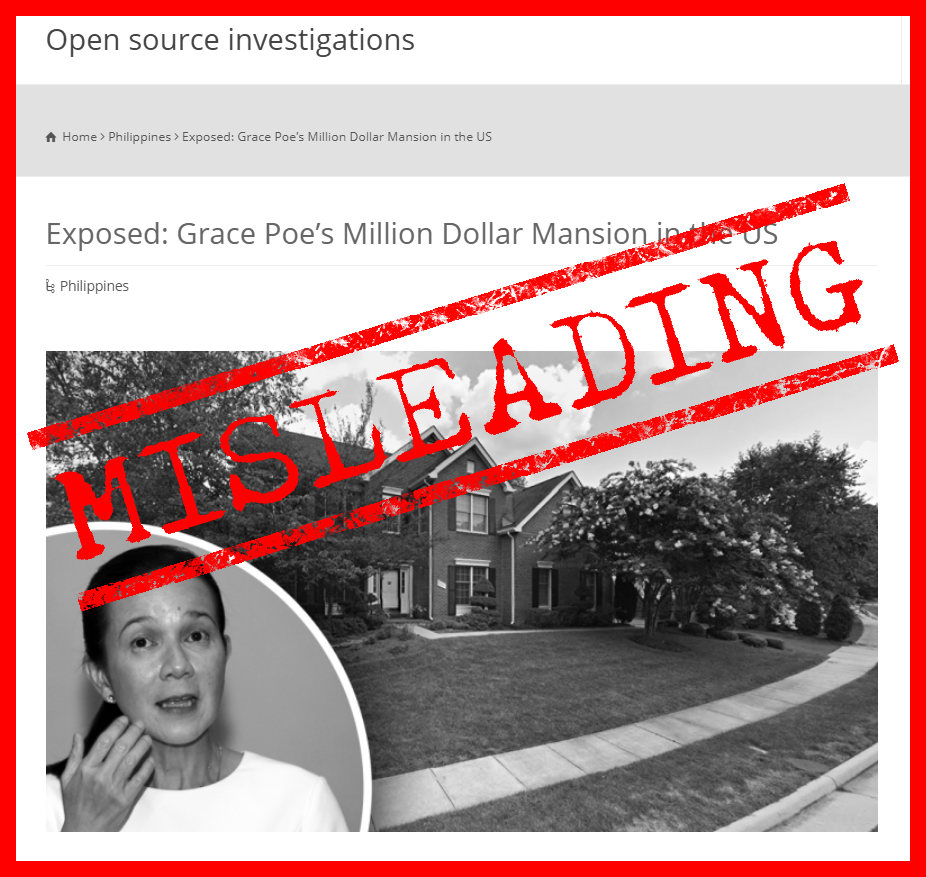 Open source investigations
Home > Philippines > Exposed: Grace Poe’s Million Dollar Mansion in the US
Exposed: Grace Poe’s Million Dollar Mansion in the US
Philippines
MISLEADING